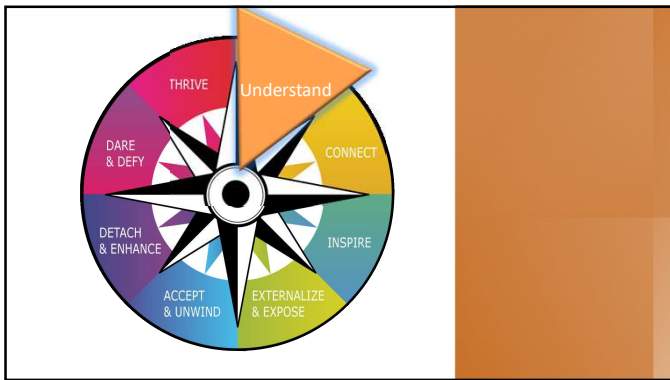 Understand
THRIVE
CONNECT
DARE
& DEFY
INSPIRE
DETACH
& ENHANCE
ACCEPT
& UNWIND
EXTERNALIZE
& EXPOSE